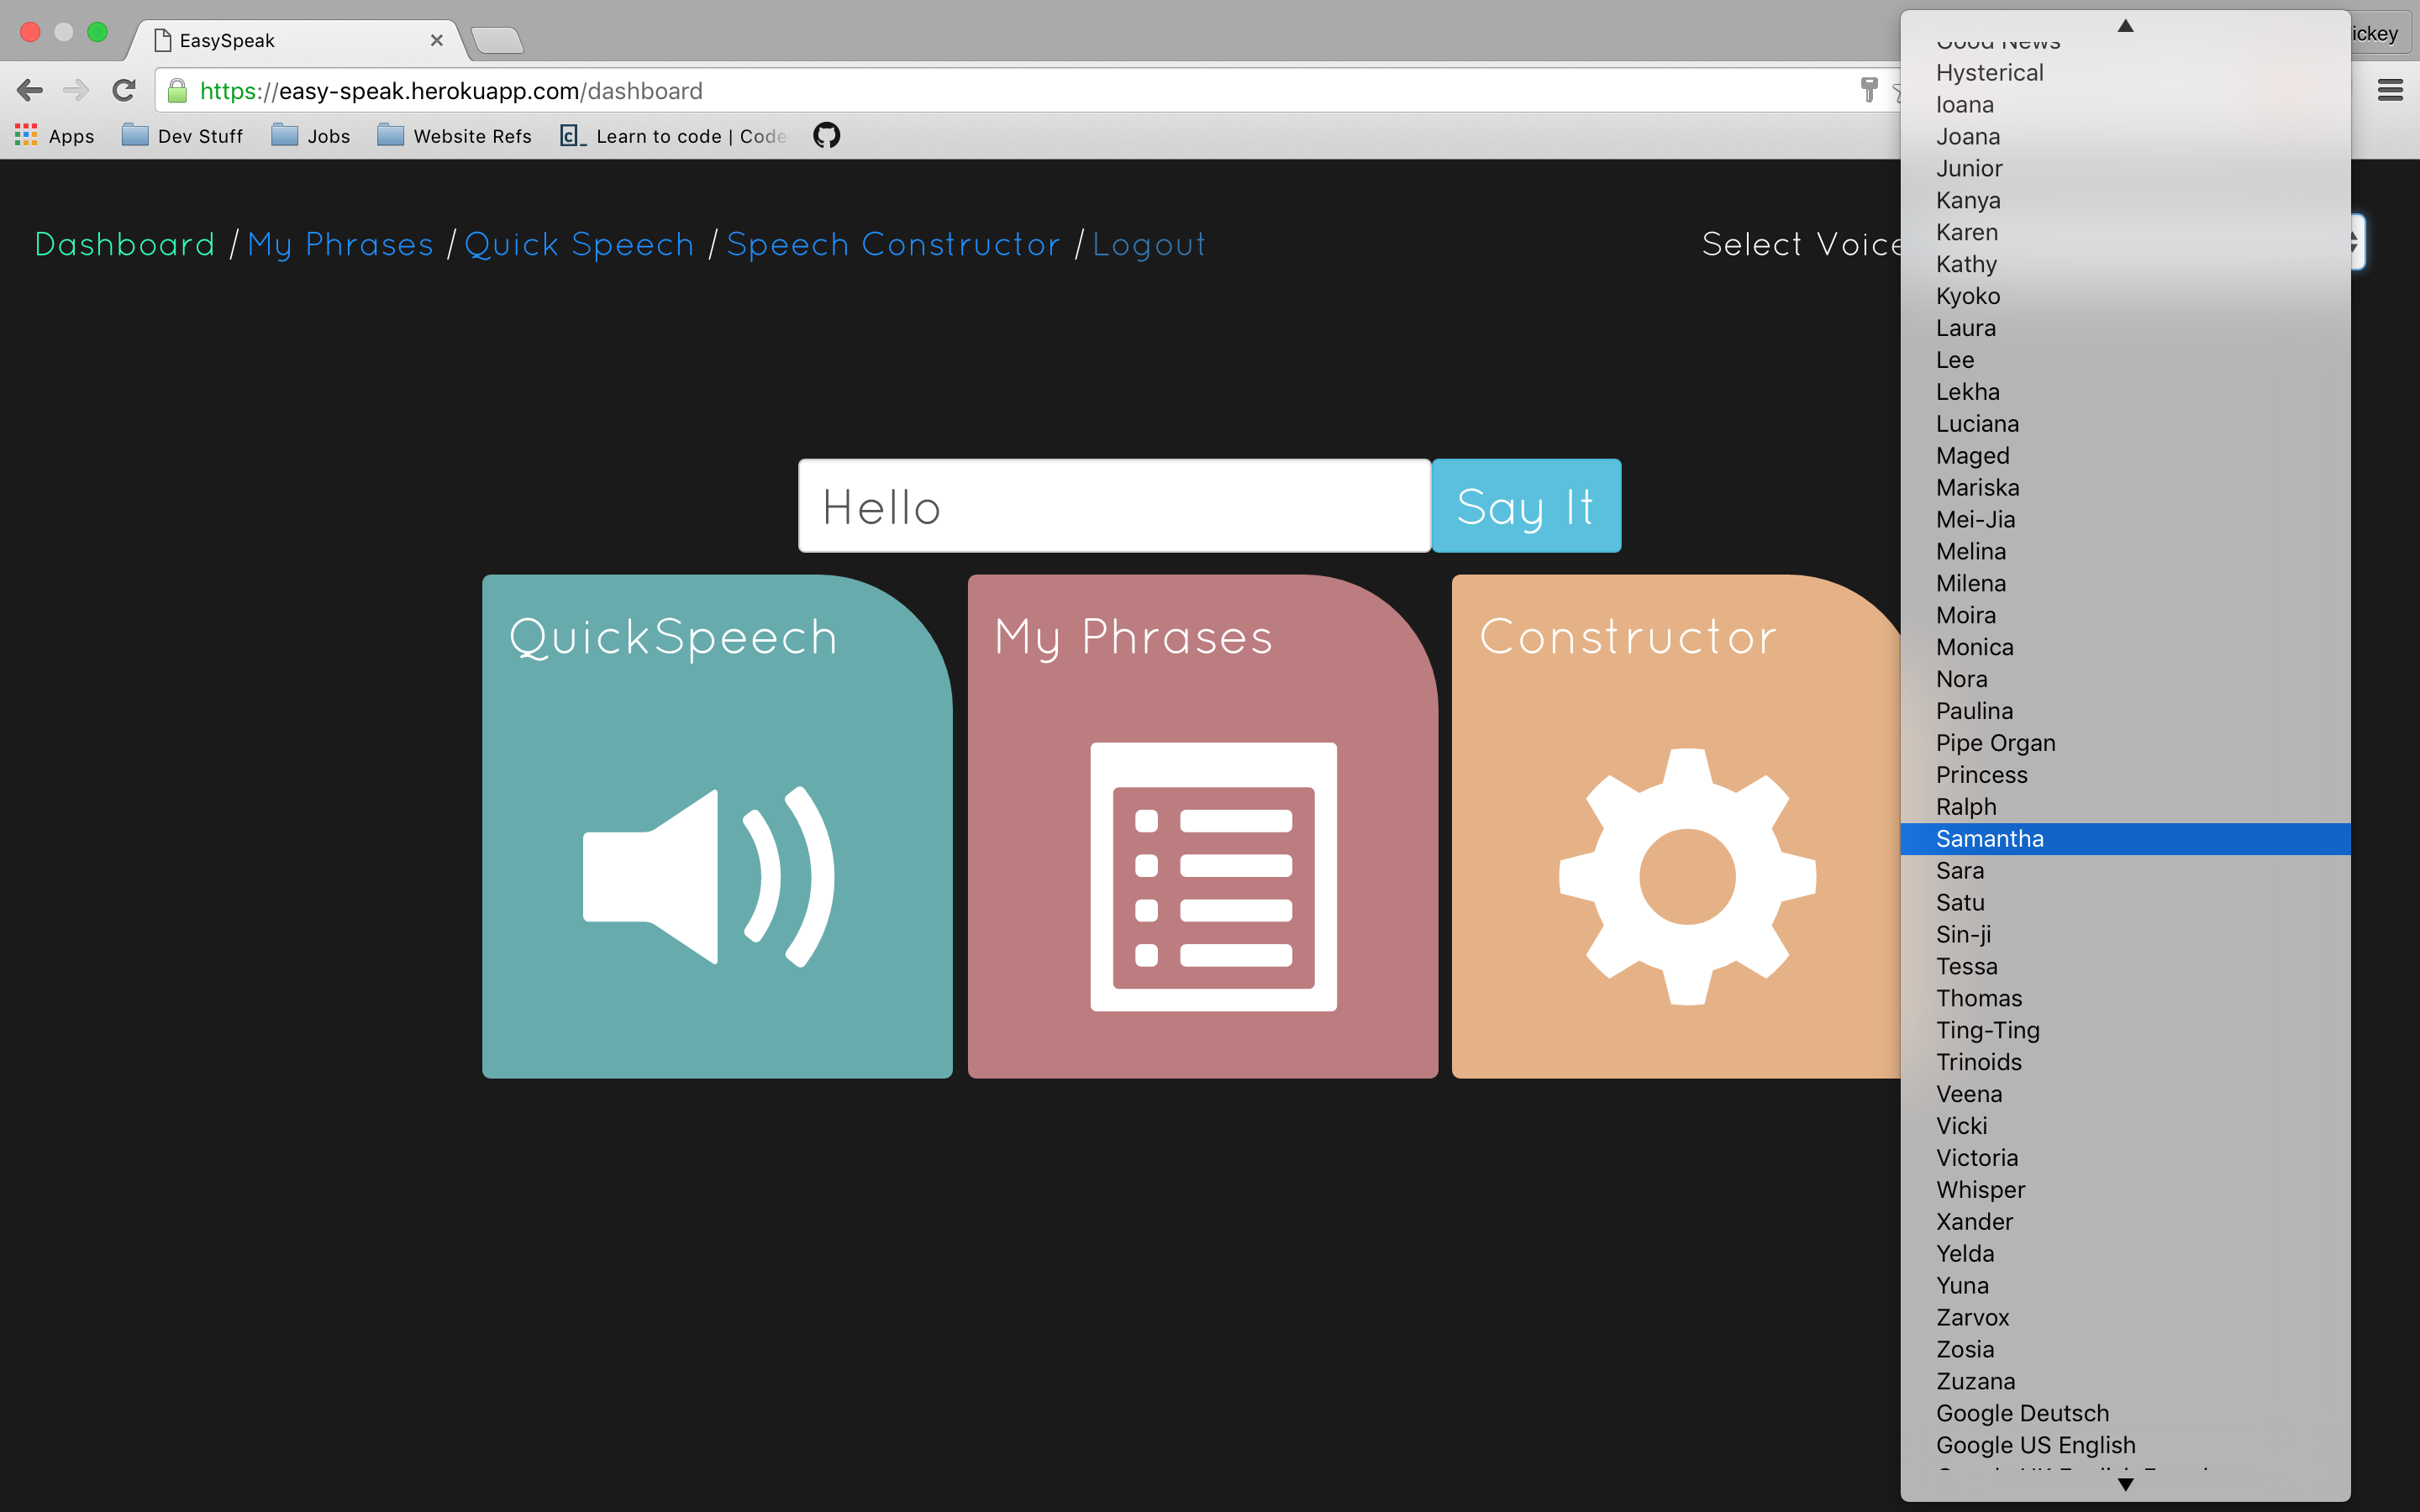 EasySpeak
ickey
https://easy-speak.herokuapp.com/dashboard
Apps Dev Stuff Jobs Website Refs Learn to code | Code
Dashboard / My Phrases / Quick Speech / Speech Constructor / Logout
Select Voice
Hello
Say It
QuickSpeech
My Phrases
Constructor
Good News
Hysterical
Ioana
Joana
Junior
Kanya
Karen
Kathy
Kyoko
Laura
Lee
Lekha
Luciana
Maged
Mariska
Mei-Jia
Melina
Milena
Moira
Monica
Nora
Paulina
Pipe Organ
Princess
Ralph
Samantha
Sara
Satu
Sin-ji
Tessa
Thomas
Ting-Ting
Trinoids
Veena
Vicki
Victoria
Whisper
Xander
Yelda
Yuna
Zarvox
Zosia
Zuzana
Google Deutsch
Google US English